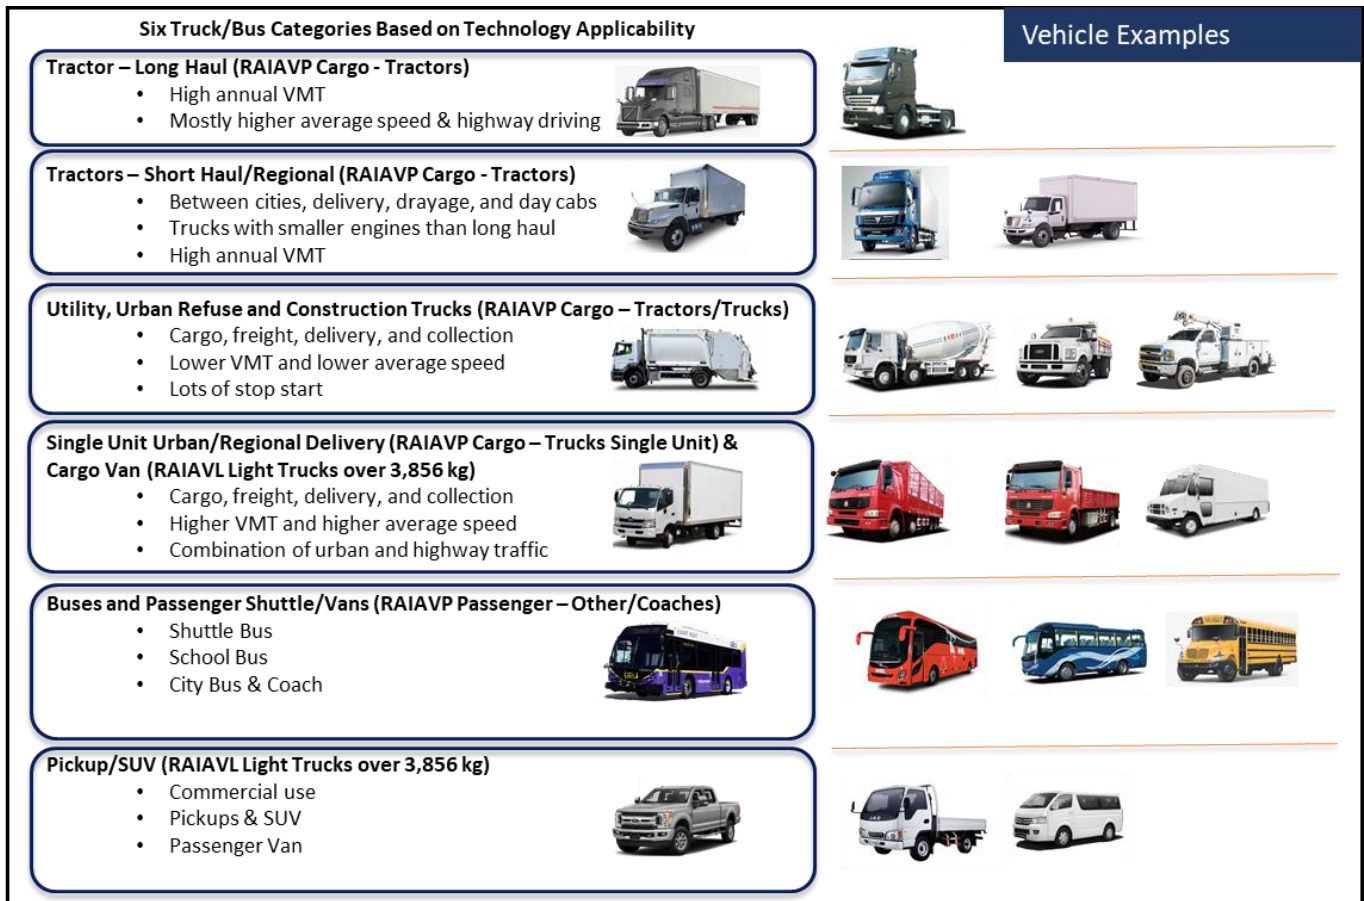 Six Truck/Bus Categories Based on Technology Applicability
Vehicle Examples
Tractor – Long Haul (RAIAVP Cargo - Tractors)
• High annual VMT
• Mostly higher average speed & highway driving
Tractors – Short Haul/Regional (RAIAVP Cargo - Tractors)
• Between cities, delivery, drayage, and day cabs
• Trucks with smaller engines than long haul
• High annual VMT
Utility, Urban Refuse and Construction Trucks (RAIAVP Cargo – Tractors/Trucks)
• Cargo, freight, delivery, and collection
• Lower VMT and lower average speed
• Lots of stop start
Single Unit Urban/Regional Delivery (RAIAVP Cargo – Trucks Single Unit) &
Cargo Van (RAIAVL Light Trucks over 3,856 kg)
• Cargo, freight, delivery, and collection
• Higher VMT and higher average speed
• Combination of urban and highway traffic
Buses and Passenger Shuttle/Vans (RAIAVP Passenger – Other/Coaches)
• Shuttle Bus
• School Bus
• City Bus & Coach
Pickup/SUV (RAIAVL Light Trucks over 3,856 kg)
• Commercial use
• Pickups & SUV
• Passenger Van
JAC